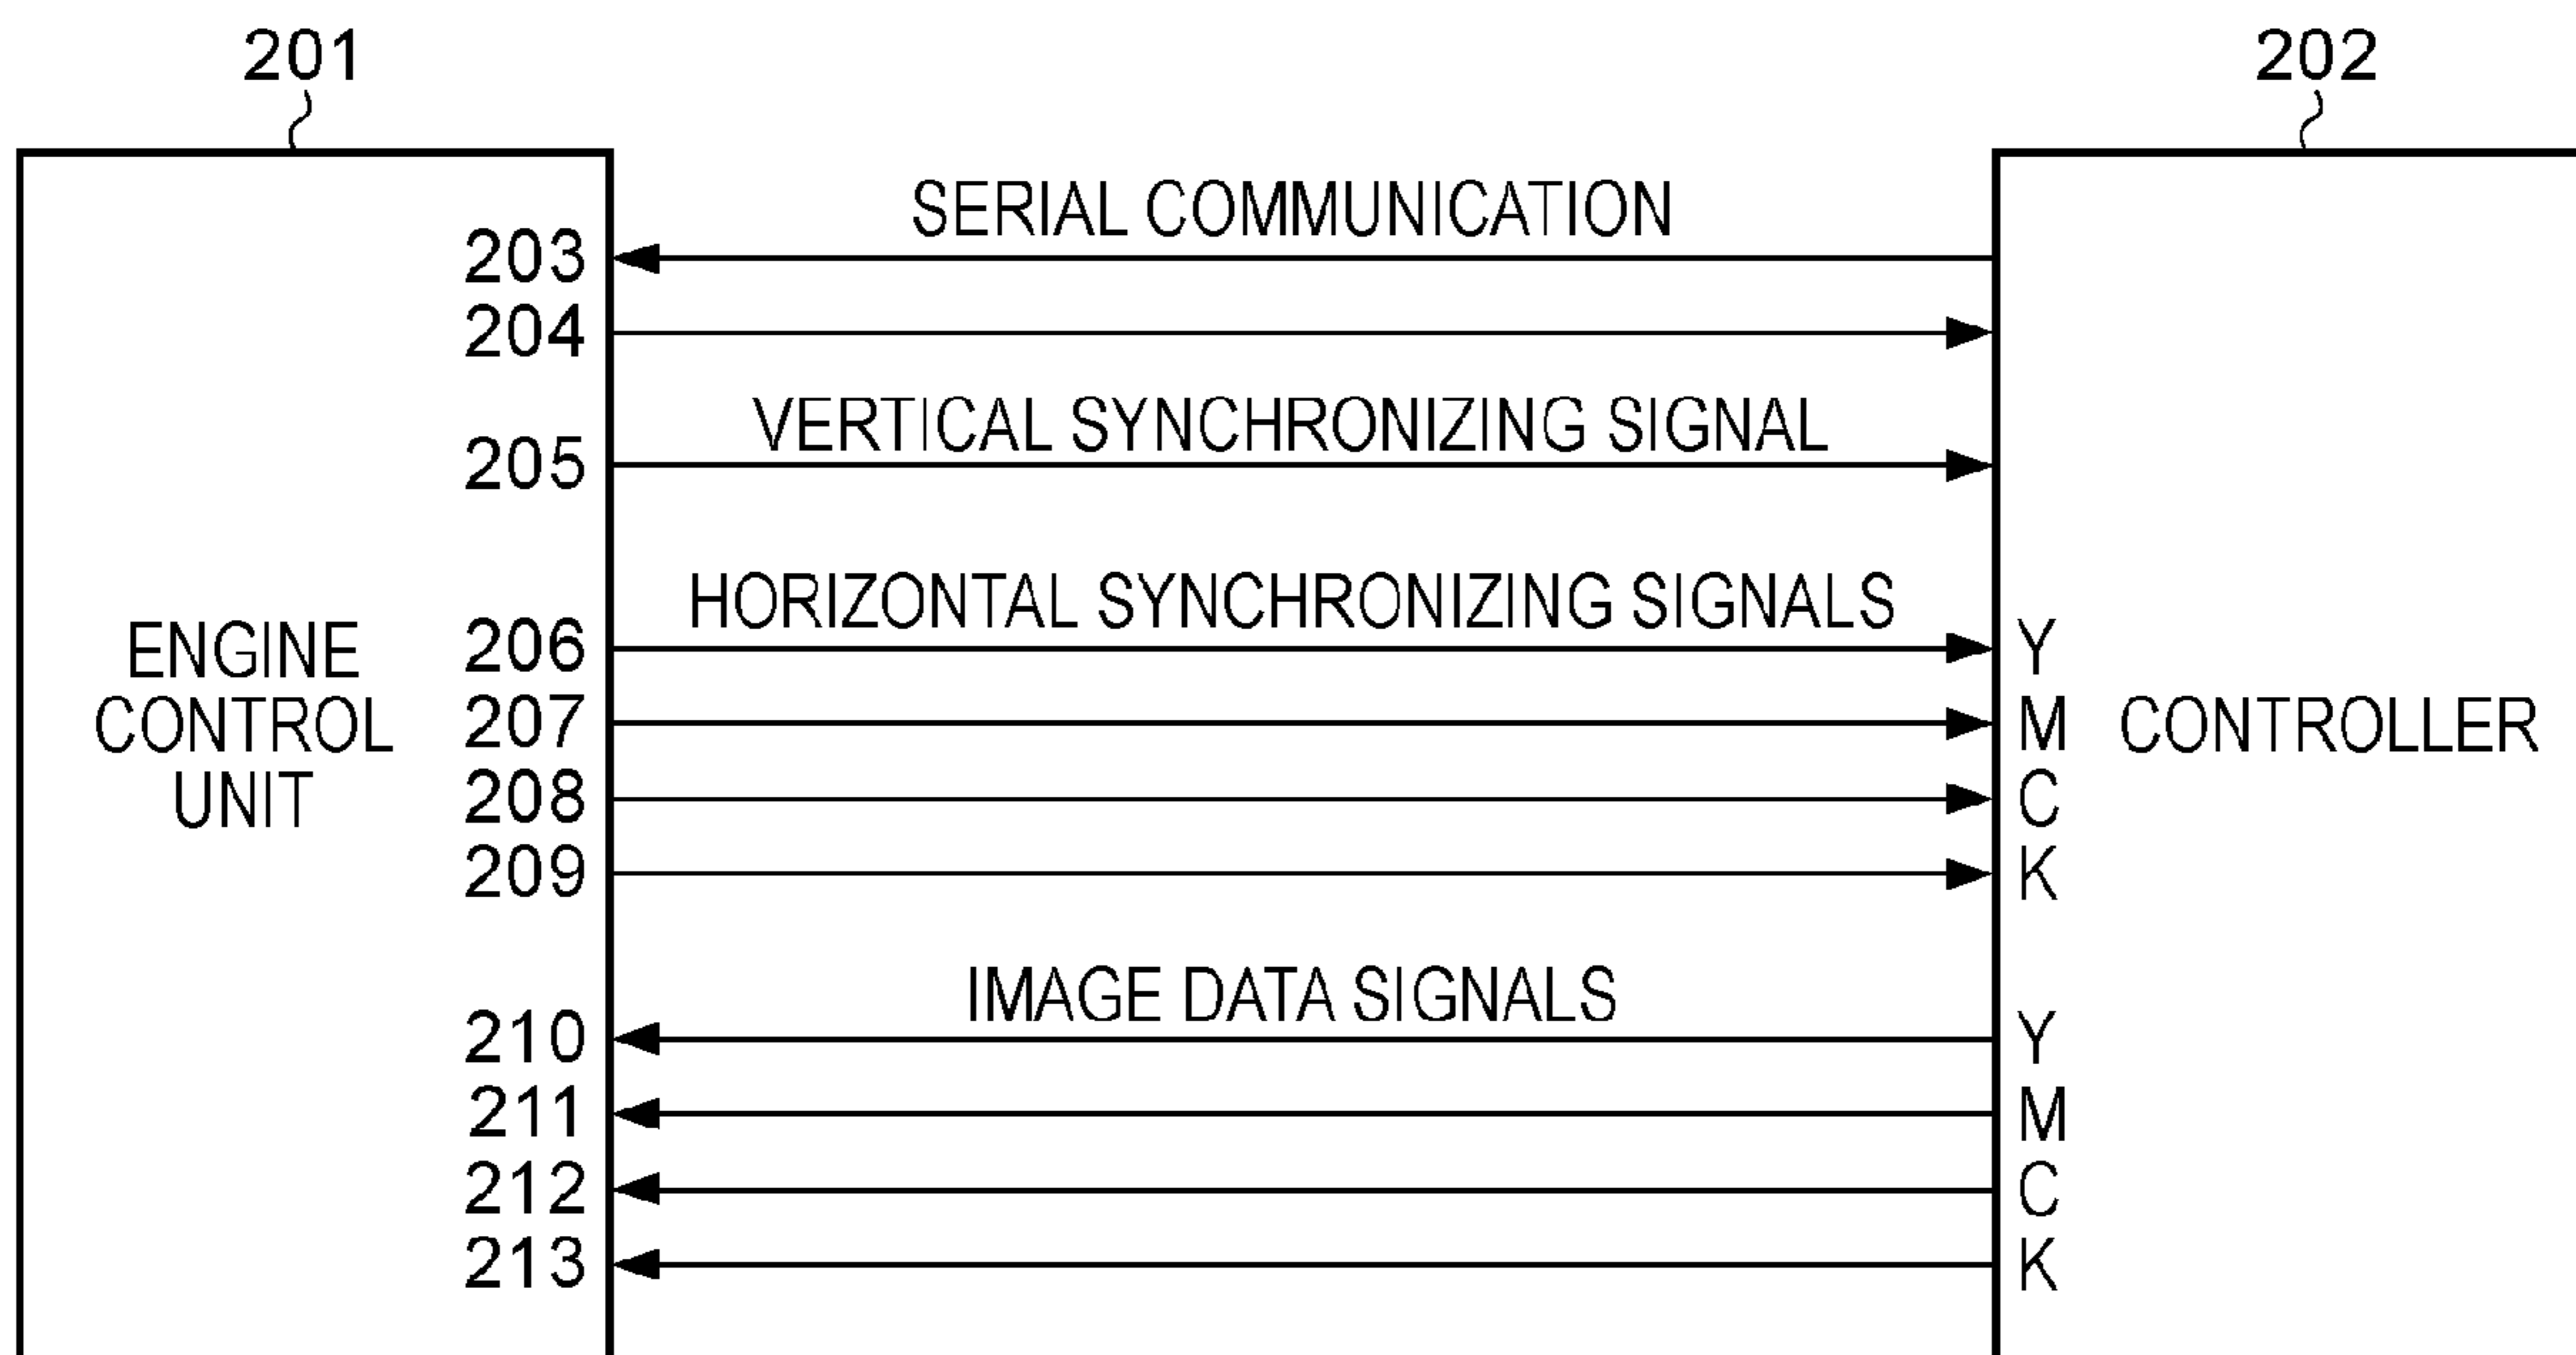 201
202
SERIAL COMMUNICATION
203
204
VERTICAL SYNCHRONIZING SIGNAL
205
HORIZONTAL SYNCHRONIZING SIGNALS
206 Y
207 M
208 C
209 K
ENGINE
CONTROL
UNIT
CONTROLLER
IMAGE DATA SIGNALS
210 Y
211 M
212 C
213 K